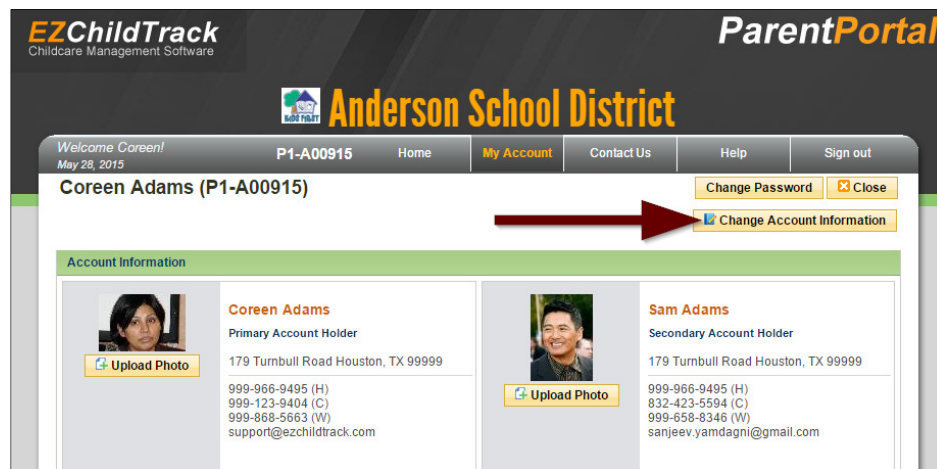 EZChildTrack
Childcare Management Software
ParentPortal
KIDS FIRST
Anderson School District
Welcome Coreen!
May 28, 2015
P1-A00915 Home My Account Contact Us Help Sign out
Coreen Adams (P1-A00915)
Change Password Close
Change Account Information
Account Information
Coreen Adams
Primary Account Holder
179 Turnbull Road Houston, TX 99999
Upload Photo
999-966-9495 (H)
999-123-9404 (C)
999-868-5663 (W)
support@ezchildtrack.com
Sam Adams
Secondary Account Holder
179 Turnbull Road Houston, TX 99999
Upload Photo
999-966-9495 (H)
832-423-5594 (C)
999-658-8346 (W)
sanjeev.yamdagni@gmail.com